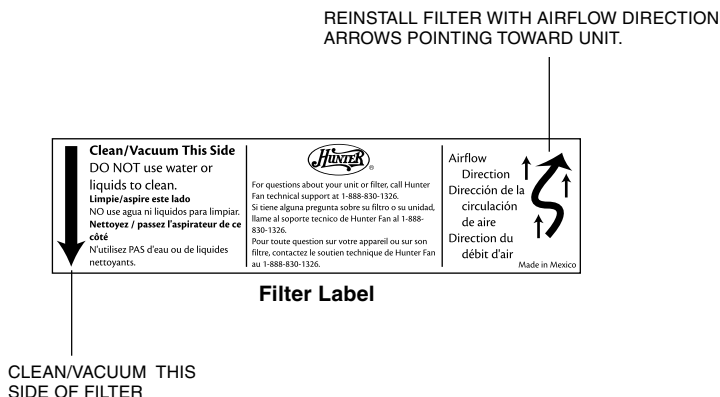 REINSTALL FILTER WITH AIRFLOW DIRECTION
ARROWS POINTING TOWARD UNIT.
Clean/Vacuum This Side
DO NOT use water or
liquids to clean.
Limpie/aspire este lado
NO use agua ni liquidos para limpiar.
Nettoyez / passez l'aspirateur de ce
côté
N'utilisez PAS d'eau ou de liquides
nettoyants.
HUNTER®
For questions about your unit or filter, call Hunter
Fan technical support at 1-888-830-1326.
Si tiene alguna pregunta sobre su filtro o su unidad,
llame al soporte tecnico de Hunter Fan al 1-888-
830-1326.
Pour toute question sur votre appareil ou sur son
filtre, contactez le soutien technique de Hunter Fan
au 1-888-830-1326.
Airflow
Direction
Dirección de la
circulación
de aire
Direction du
débit d'air
Made in Mexico
Filter Label
CLEAN/VACUUM THIS
SIDE OF FILTER